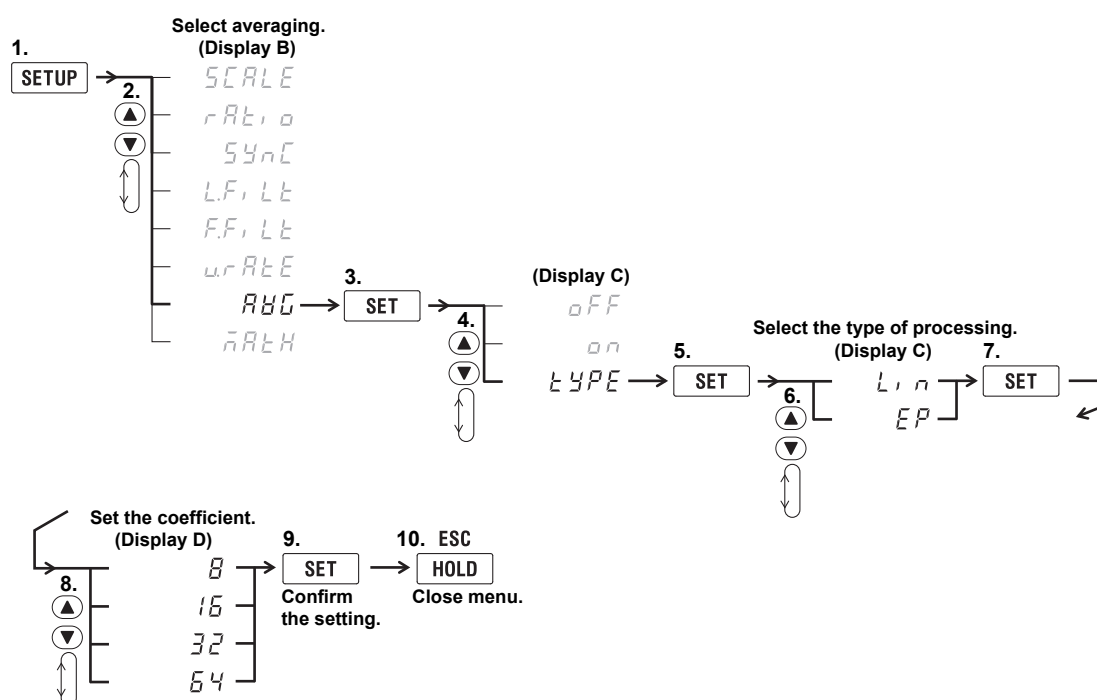 Select averaging.
(Display B)
1.
SETUP
2.
SCALE
rAtio
SYnC
L.FiLt
F.FiLt
u.rAtE
AVG
mAtH
3.
SET
4.
(Display C)
oFF
on
tYPE
5.
SET
Select the type of processing.
(Display C)
6.
Lin
EP
7.
SET
Set the coefficient.
(Display D)
8.
8
16
32
64
9.
SET
Confirm
the setting.
10. ESC
HOLD
Close menu.